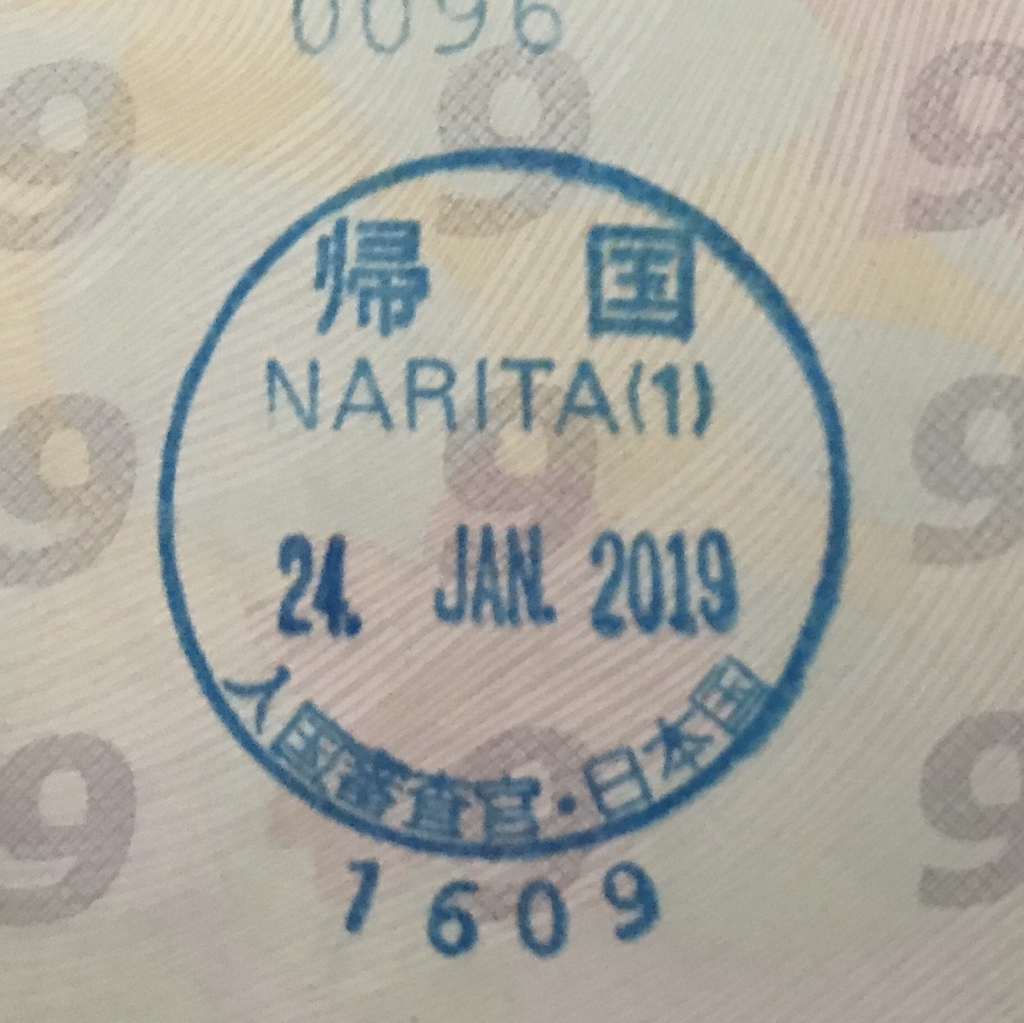 0096
帰 国
NARITA(1)
24. JAN. 2019
入国審査官・日本国
1609